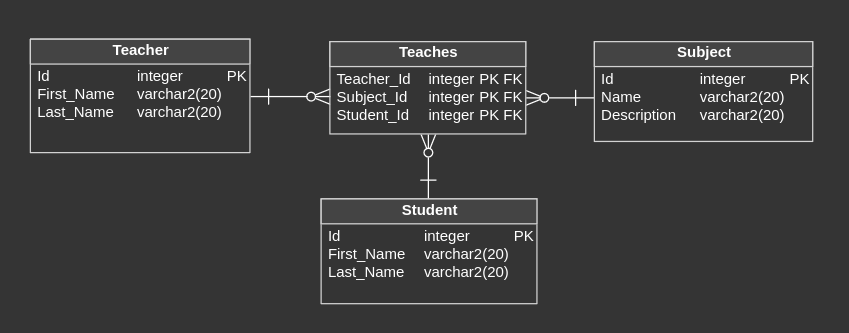 Teacher
Id integer PK
First_Name varchar2(20)
Last_Name varchar2(20)
Teaches
Teacher_Id integer PK FK
Subject_Id integer PK FK
Student_Id integer PK FK
Subject
Id integer PK
Name varchar2(20)
Description varchar2(20)
Student
Id integer PK
First_Name varchar2(20)
Last_Name varchar2(20)